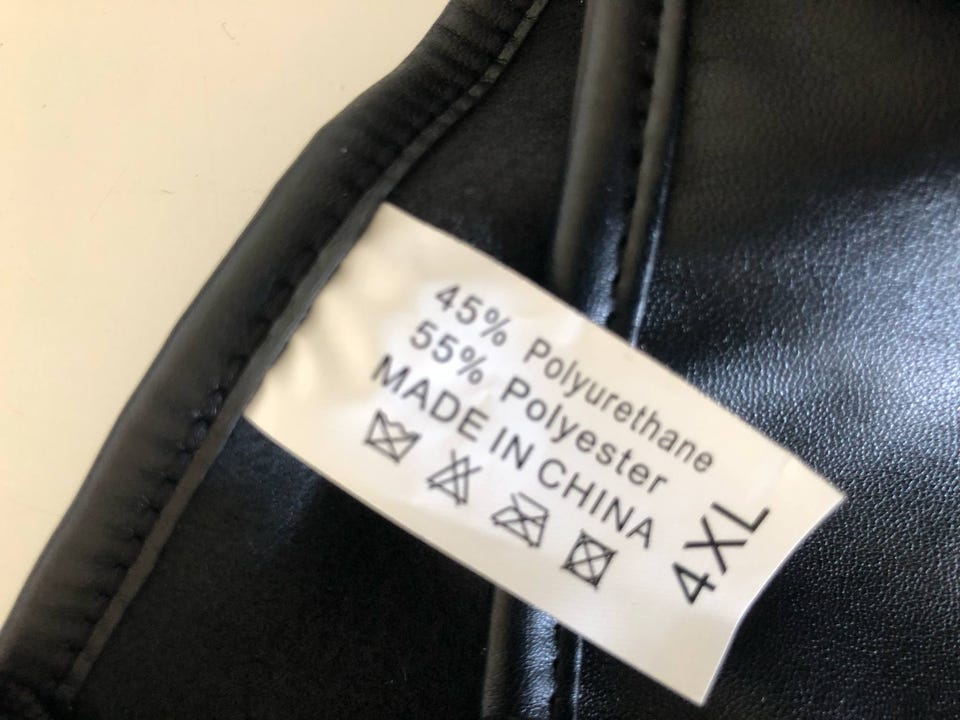 45% Polyurethane
55% Polyester
MADE IN CHINA
4XL